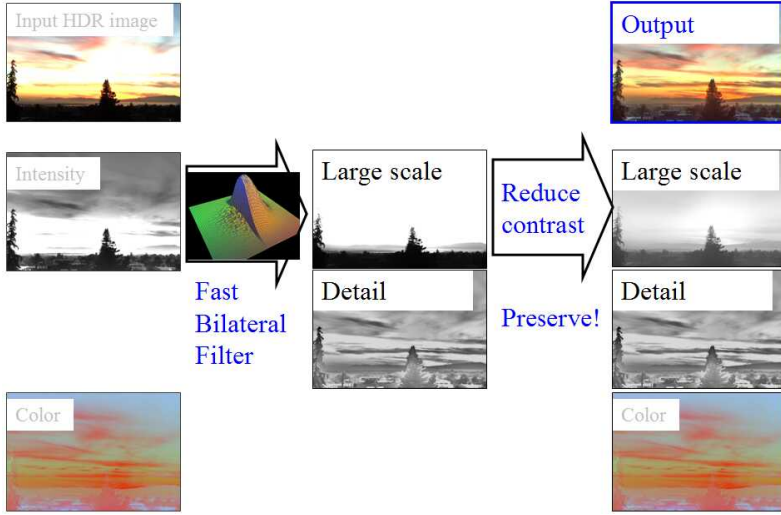 Input HDR image
Output
Intensity
Large scale
Reduce
contrast
Large scale
Fast
Bilateral
Filter
Detail
Preserve!
Detail
Color
Color